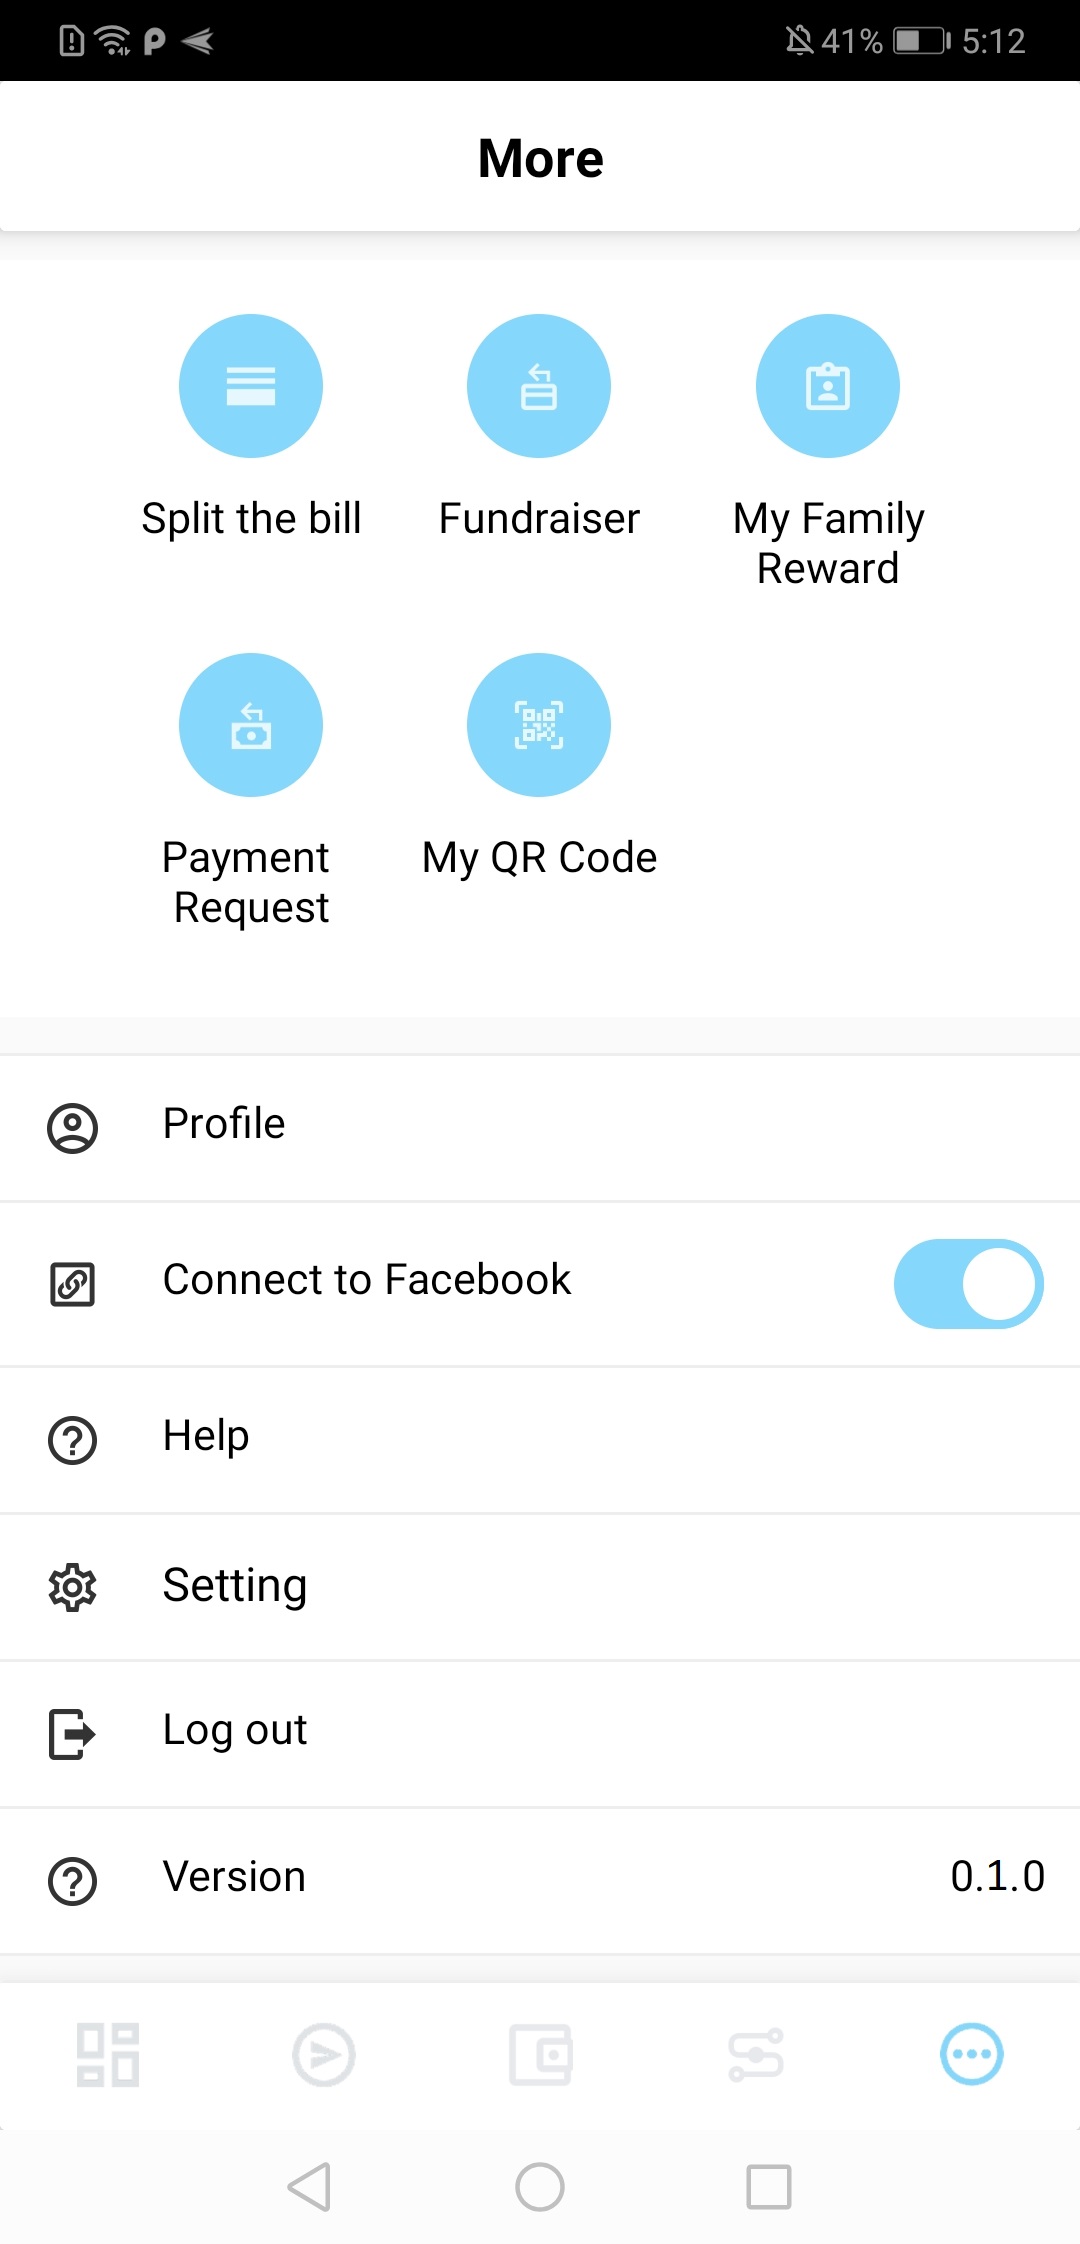 41% 5:12
More
Split the bill
Fundraiser
My Family
Reward
Payment
Request
My QR Code
Profile
Connect to Facebook
Help
Setting
Log out
Version 0.1.0